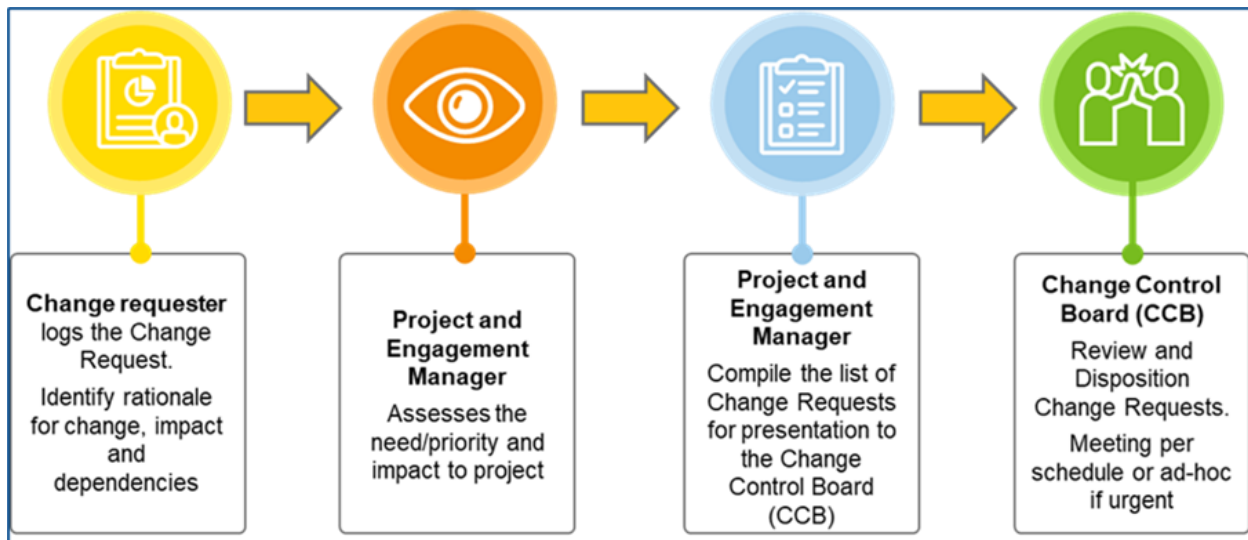 Change requester
logs the Change
Request.
Identify rationale
for change, impact
and
dependencies
Project and
Engagement
Manager
Assesses the
need/priority and
impact to project
Project and
Engagement
Manager
Compile the list of
Change Requests
for presentation to
the Change
Control Board
(CCB)
Change Control
Board (CCB)
Review and
Disposition
Change Requests.
Meeting per
schedule or ad-hoc
if urgent